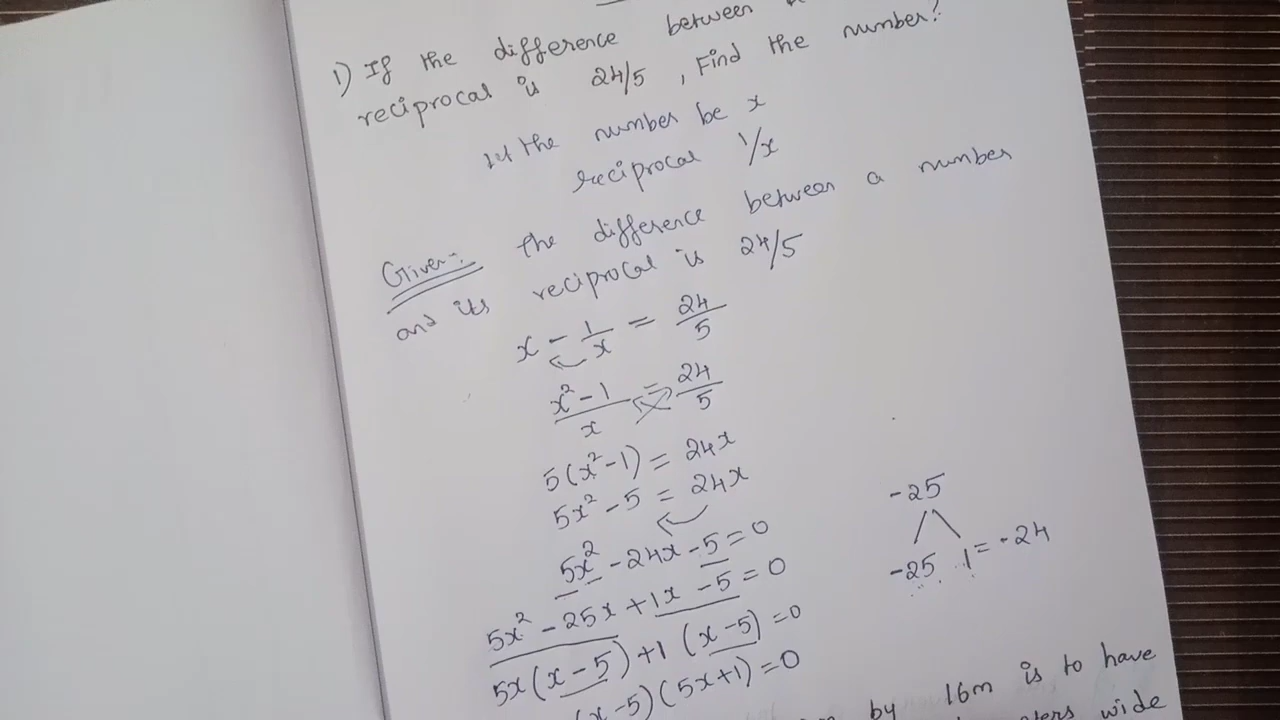 1) If the difference between
reciprocal is 24/5, Find the number?
let the number be x
reciprocal 1/x
Given:- the difference between a number
and its reciprocal is 24/5
x - 1/x = 24/5
x² - 1/x = 24/5
5(x² - 1) = 24x
5x² - 5 = 24x
5x² - 24x - 5 = 0
5x² - 25x + 1x - 5 = 0
5x(x - 5) + 1(x - 5) = 0
(x - 5)(5x + 1) = 0
-25
-25 1 = -24
by 16m is to have
wide